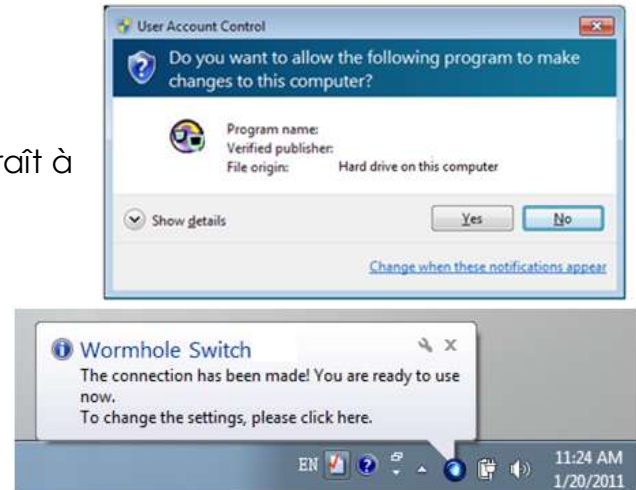 User Account Control
Do you want to allow the following program to make
changes to this computer?
raît à
Program name:
Verified publisher:
File origin: Hard drive on this computer
Show details
Yes
No
Change when these notifications appear
Wormhole Switch
The connection has been made! You are ready to use
now.
To change the settings, please click here.
EN
11:24 AM
1/20/2011